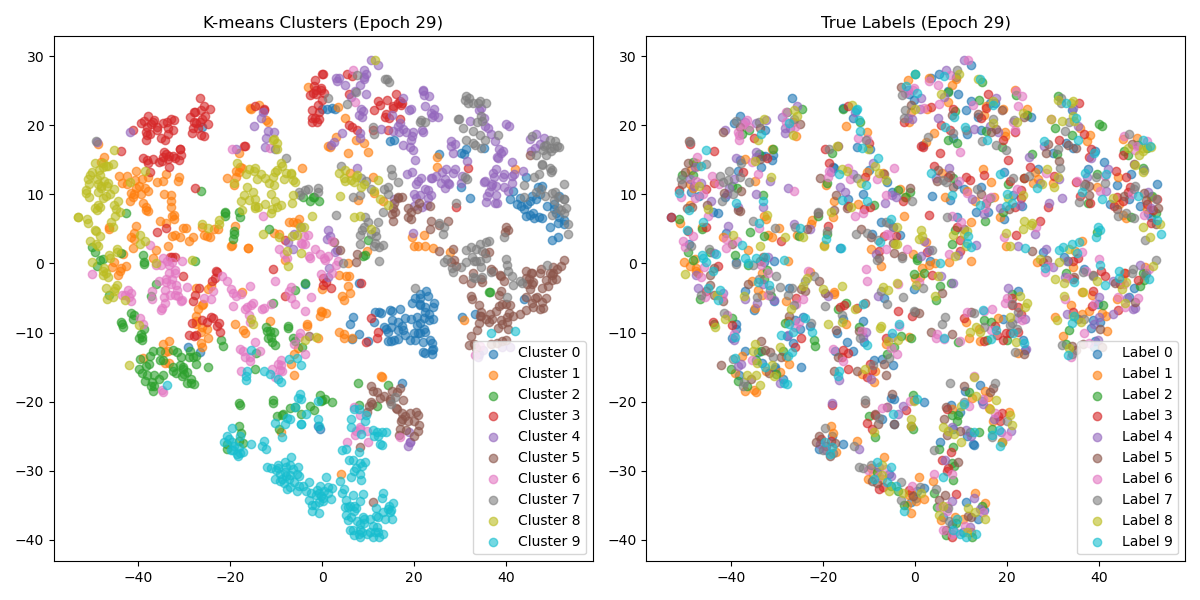 K-means Clusters (Epoch 29)
30
20
10
0
−10
−20
−30
−40
−40
−20
0
20
40
Cluster 0
Cluster 1
Cluster 2
Cluster 3
Cluster 4
Cluster 5
Cluster 6
Cluster 7
Cluster 8
Cluster 9
True Labels (Epoch 29)
30
20
10
0
−10
−20
−30
−40
−40
−20
0
20
40
Label 0
Label 1
Label 2
Label 3
Label 4
Label 5
Label 6
Label 7
Label 8
Label 9